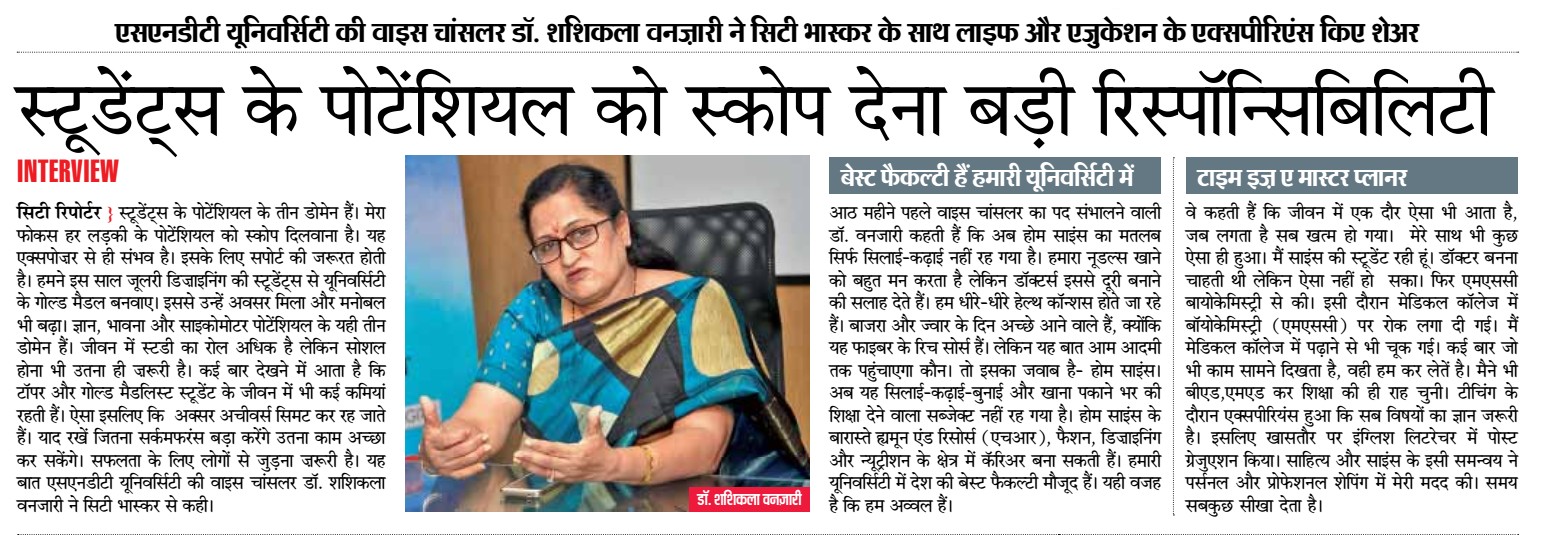 एसएनडीटी यूनिवर्सिटी की वाइस चांसलर डॉ. शशिकला वनज़ारी ने सिटी भास्कर के साथ लाइफ और एजुकेशन के एक्सपीरिएंस किए शेअर
स्टूडेंट्स के पोटेंशियल को स्कोप देना बड़ी रिस्पॉन्सिबिलिटी
INTERVIEW
सिटी रिपोर्टर } स्टूडेंट्स के पोटेंशियल के तीन डोमेन हैं। मेरा
फोकस हर लड़की के पोटेंशियल को स्कोप दिलवाना है। यह
एक्सपोजर से ही संभव है। इसके लिए सपोर्ट की जरूरत होती
है। हमने इस साल जूलरी डिजाइनिंग की स्टूडेंट्स से यूनिवर्सिटी
के गोल्ड मैडल बनवाए। इससे उन्हें अवसर मिला और मनोबल
भी बढ़ा। ज्ञान, भावना और साइकोमोटर पोटेंशियल के यही तीन
डोमेन हैं। जीवन में स्टडी का रोल अधिक है लेकिन सोशल
होना भी उतना ही ज़रूरी है। कई बार देखने में आता है कि
टॉपर और गोल्ड मैडलिस्ट स्टूडेंट के जीवन में भी कई कमियां
रहती हैं। ऐसा इसलिए कि अक्सर अचीवर्स सिमट कर रह जाते
हैं। याद रखें जितना सर्कमफरंस बड़ा करेंगे उतना काम अच्छा
कर सकेंगे। सफलता के लिए लोगों से जुड़ना ज़रूरी है। यह
बात एसएनडीटी यूनिवर्सिटी की वाइस चांसलर डॉ. शशिकला
वनजारी ने सिटी भास्कर से कही।
डॉ. शशिकला वनज़ारी
बेस्ट फैकल्टी हैं हमारी यूनिवर्सिटी में
आठ महीने पहले वाइस चांसलर का पद संभालने वाली
डॉ. वनजारी कहती हैं कि अब होम साइंस का मतलब
सिर्फ सिलाई-कढ़ाई नहीं रह गया है। हमारा नूडल्स खाने
को बहुत मन करता है लेकिन डॉक्टर्स इससे दूरी बनाने
की सलाह देते हैं। हम धीरे-धीरे हेल्थ कॉन्शस होते जा रहे
हैं। बाजरा और ज्वार के दिन अच्छे आने वाले हैं, क्योंकि
यह फाइबर के रिच सोर्स हैं। लेकिन यह बात आम आदमी
तक पहुंचाएगा कौन। तो इसका जवाब है- होम साइंस।
अब यह सिलाई-कढ़ाई-बुनाई और खाना पकाने भर की
शिक्षा देने वाला सब्जेक्ट नहीं रह गया है। होम साइंस के
बारास्ते ह्यमून एंड रिसोर्स (एचआर), फैशन, डिजाइनिंग
और न्यूट्रीशन के क्षेत्र में कॅरिअर बना सकती हैं। हमारी
यूनिवर्सिटी में देश की बेस्ट फैकल्टी मौजूद हैं। यही वजह
है कि हम अव्वल हैं।
टाइम इज़ ए मास्टर प्लानर
वे कहती हैं कि जीवन में एक दौर ऐसा भी आता है,
जब लगता है सब खत्म हो गया। मेरे साथ भी कुछ
ऐसा ही हुआ। मैं साइंस की स्टूडेंट रही हूं। डॉक्टर बनना
चाहती थी लेकिन ऐसा नहीं हो सका। फिर एमएससी
बायोकेमिस्ट्री से की। इसी दौरान मेडिकल कॉलेज में
बॉयोकेमिस्ट्री (एमएससी) पर रोक लगा दी गई। मैं
मेडिकल कॉलेज में पढ़ाने से भी चूक गई। कई बार जो
भी काम सामने दिखता है, वही हम कर लेतें है। मैने भी
बीएड,एमएड कर शिक्षा की ही राह चुनी। टीचिंग के
दौरान एक्सपीरियंस हुआ कि सब विषयों का ज्ञान जरूरी
है। इसलिए खासतौर पर इंग्लिश लिटरेचर में पोस्ट
ग्रेजुएशन किया। साहित्य और साइंस के इसी समन्वय ने
पर्सनल और प्रोफेशनल शेपिंग में मेरी मदद की। समय
सबकुछ सीखा देता है।